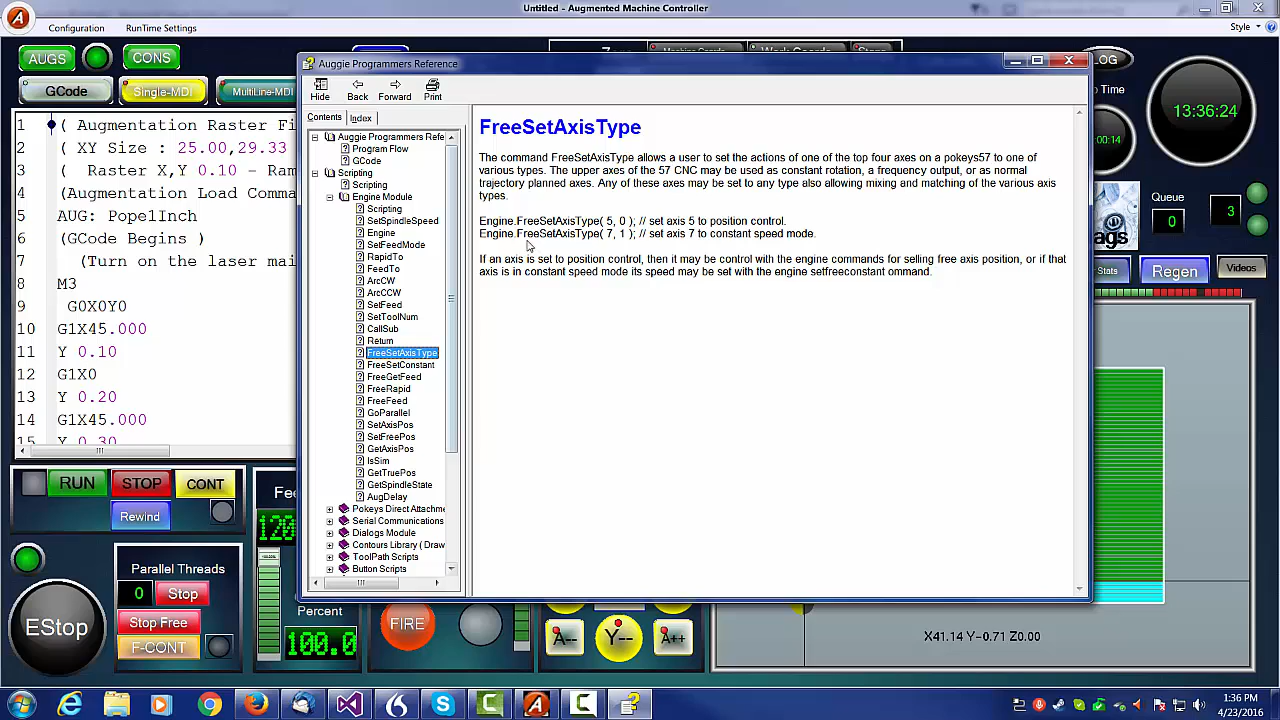 Untitled - Augmented Machine Controller
Configuration
RunTime Settings
Style
AUGS
CONS
GCode
Single-MDI
MultiLine-MDI
1 ( Augmentation Raster Fi
2 ( XY Size : 25.00,29.33
3 ( Raster X,Y 0.10 - Ram
4 (Augmentation Load Comma
5 AUG: Pope1Inch
6 (GCode Begins )
7 (Turn on the laser mai
8 M3
9 G0X0Y0
10 G1X45.000
11 Y 0.10
12 G1X0
13 Y 0.20
14 G1X45.000
15 Y 0.30
RUN
STOP
CONT
Rewind
Parallel Threads
0
Stop
Stop Free
F-CONT
EStop
Fee
Percent
100.0
FIRE
A--
Y--
A++
Auggie Programmers Reference
Hide
Back
Forward
Print
Contents
Index
Auggie Programmers Refe
Program Flow
GCode
Scripting
Scripting
Engine Module
Scripting
SetSpindleSpeed
Engine
SetFeedMode
RapidTo
FeedTo
ArcCW
ArcCCW
SetFeed
SetToolNum
CallSub
Return
FreeSetAxisType
FreeSetConstant
FreeGetFeed
FreeRapid
FreeFeed
GoParallel
SetAxisPos
SetFreePos
GetAxisPos
IsSim
GetTruePos
GetSpindleState
AugDelay
Pokeys Direct Attachme
Serial Communications
Dialogs Module
Contours Library ( Draw
ToolPath Scripts
Button Scripts
FreeSetAxisType
The command FreeSetAxisType allows a user to set the actions of one of the top four axes on a pokeys57 to one of
various types. The upper axes of the 57 CNC may be used as constant rotation, a frequency output, or as normal
trajectory planned axes. Any of these axes may be set to any type also allowing mixing and matching of the various axis
types.
Engine.FreeSetAxisType( 5, 0 ); // set axis 5 to position control.
Engine.FreeSetAxisType( 7, 1 ); // set axis 7 to constant speed mode.
If an axis is set to position control, then it may be control with the engine commands for selling free axis position, or if that
axis is in constant speed mode its speed may be set with the engine setfreeconstant ommand.
LOG
Time
:00:14
13:36:24
Queue
0
3
ags
Stats
Regen
Videos
X41.14 Y-0.71 Z0.00
1:36 PM
4/23/2016